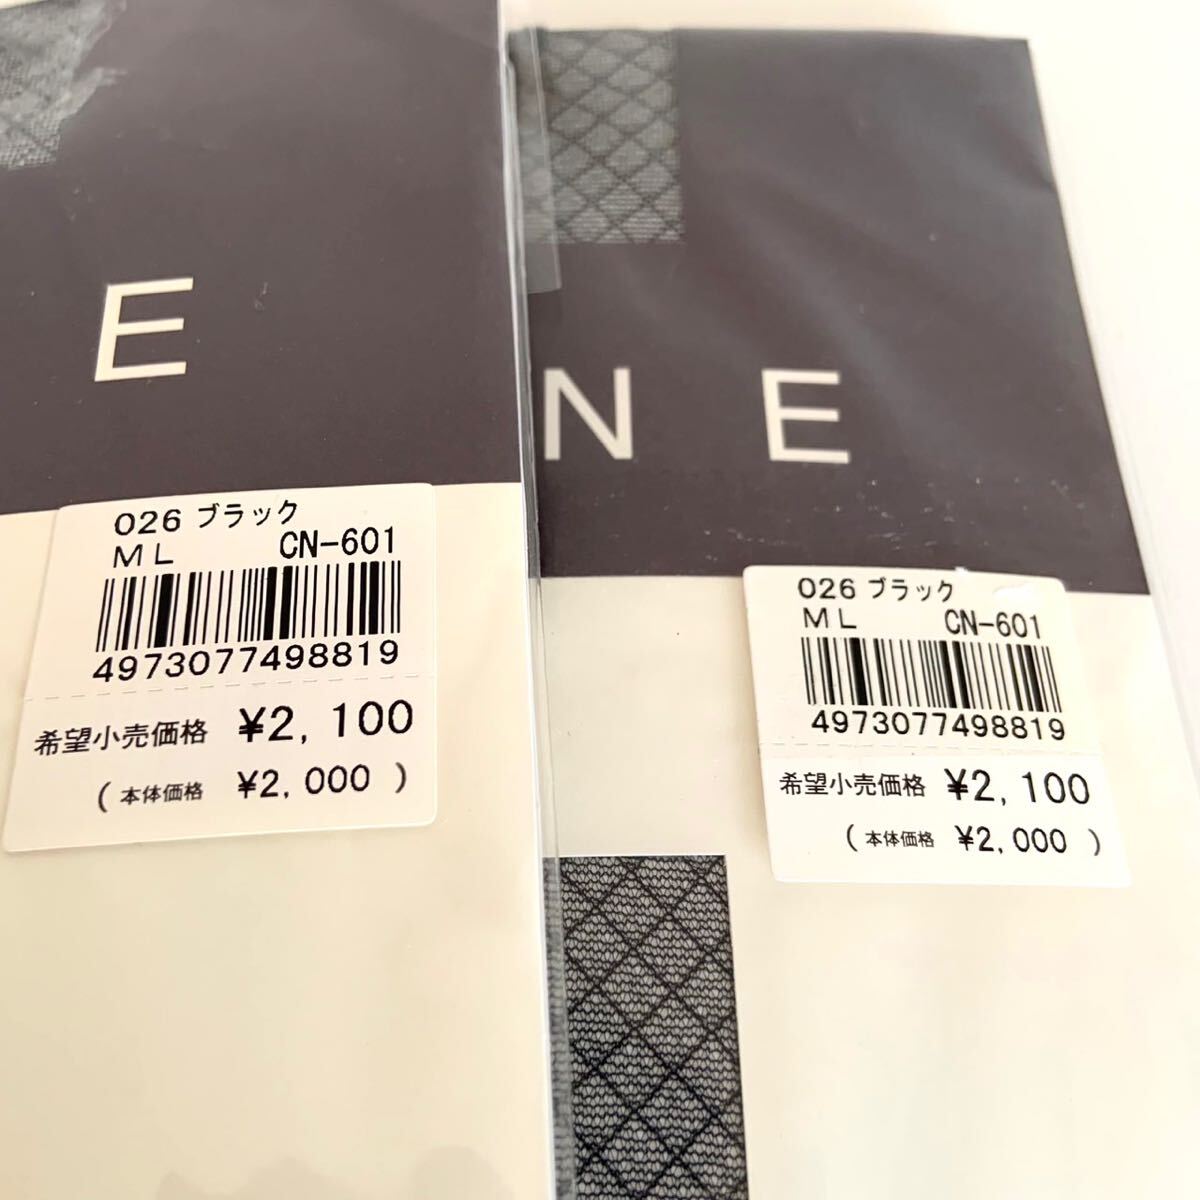 E
026 ブラック
ML CN-601
4973077498819
希望小売価格 ¥2,100
(本体価格 ¥2,000)
NE
026 ブラック
ML CN-601
4973077498819
希望小売価格 ¥2,100
(本体価格 ¥2,000)